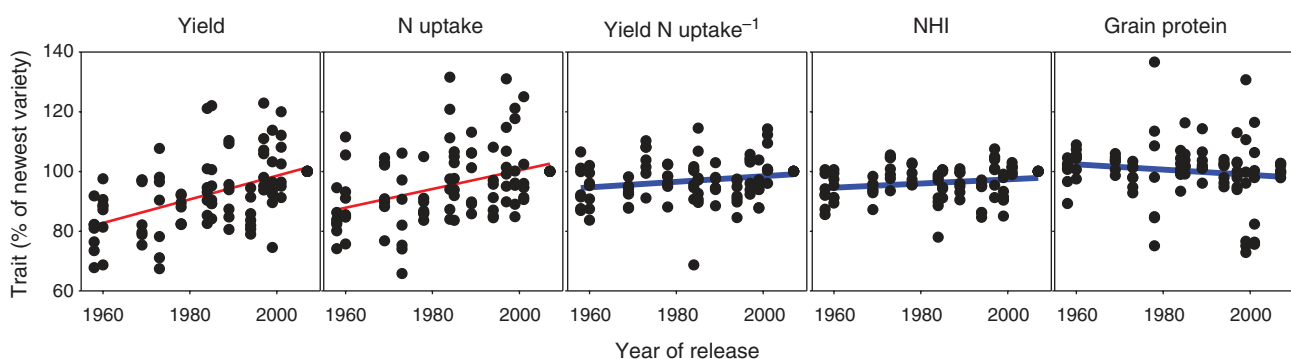 Yield N uptake Yield N uptake⁻¹ NHI Grain protein
Trait (% of newest variety)
140
120
100
80
60
1960 1980 2000 1960 1980 2000 1960 1980 2000 1960 1980 2000 1960 1980 2000
Year of release